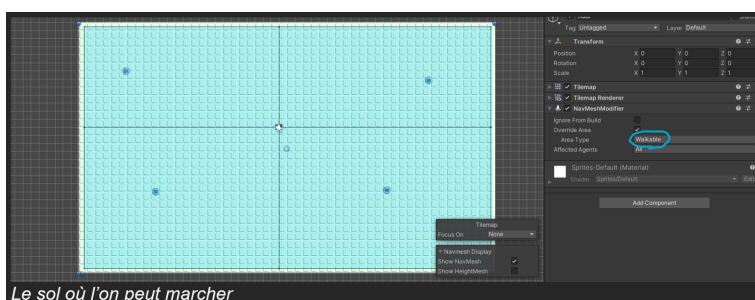 Tag Untagged Layer Default
Transform
Position X 0 Y 0 Z 0
Rotation X 0 Y 0 Z 0
Scale X 1 Y 1 Z 1
Tilemap
Tilemap Renderer
NavMeshModifier
Ignore From Build
Override Area
Area Type Walkable
Affected Agents All
Sprites-Default (Material)
Shader Sprites/Default Edit
Add Component
Tilemap
Focus On None
Navmesh Display
Show NavMesh
Show HeightMesh
Le sol où l'on peut marcher